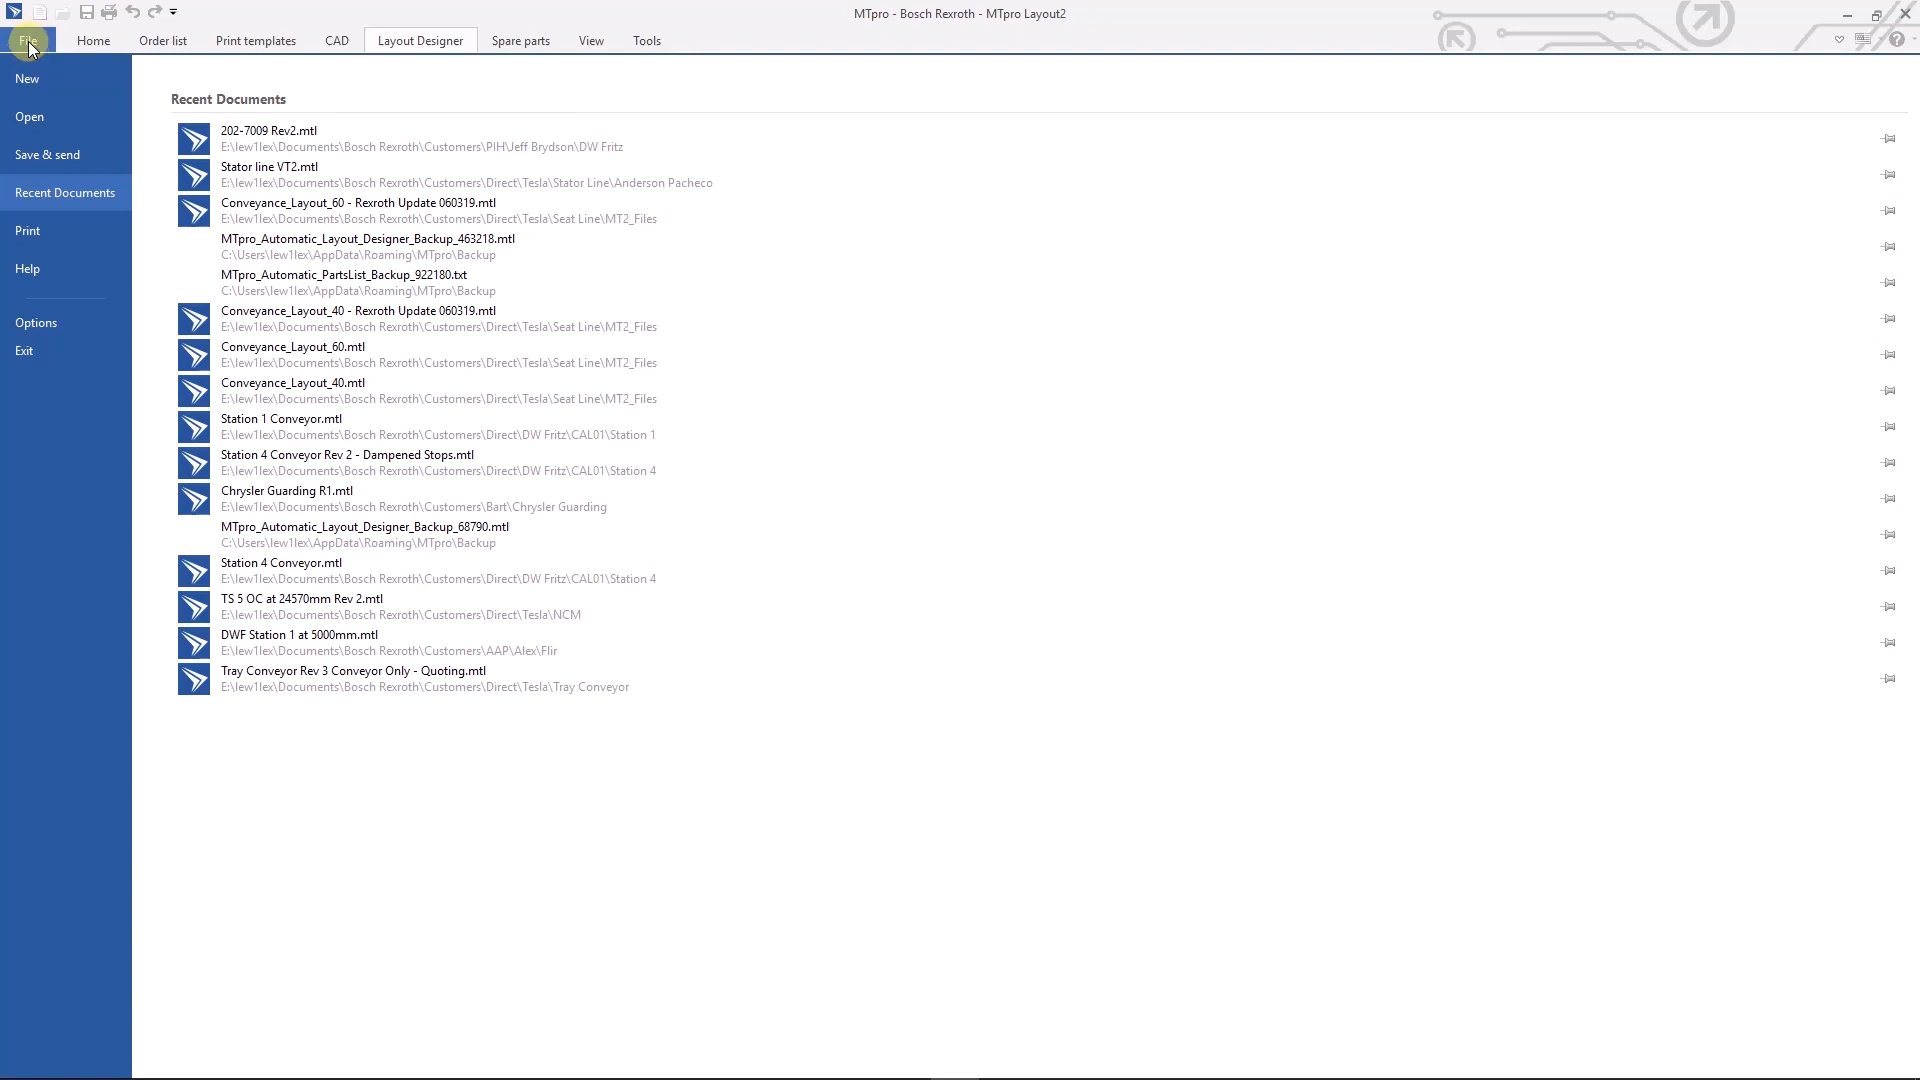 MTpro - Bosch Rexroth - MTpro Layout2
File Home Order list Print templates CAD Layout Designer Spare parts View Tools
New
Open
Save & send
Recent Documents
Print
Help
Options
Exit
Recent Documents
202-7009 Rev2.mtl
E:\lew1lex\Documents\Bosch Rexroth\Customers\PIH\Jeff Brydson\DW Fritz
Stator line VT2.mtl
E:\lew1lex\Documents\Bosch Rexroth\Customers\Direct\Tesla\Stator Line\Anderson Pacheco
Conveyance_Layout_60 - Rexroth Update 060319.mtl
E:\lew1lex\Documents\Bosch Rexroth\Customers\Direct\Tesla\Seat Line\MT2_Files
MTpro_Automatic_Layout_Designer_Backup_463218.mtl
C:\Users\lew1lex\AppData\Roaming\MTpro\Backup
MTpro_Automatic_PartsList_Backup_922180.txt
C:\Users\lew1lex\AppData\Roaming\MTpro\Backup
Conveyance_Layout_40 - Rexroth Update 060319.mtl
E:\lew1lex\Documents\Bosch Rexroth\Customers\Direct\Tesla\Seat Line\MT2_Files
Conveyance_Layout_60.mtl
E:\lew1lex\Documents\Bosch Rexroth\Customers\Direct\Tesla\Seat Line\MT2_Files
Conveyance_Layout_40.mtl
E:\lew1lex\Documents\Bosch Rexroth\Customers\Direct\Tesla\Seat Line\MT2_Files
Station 1 Conveyor.mtl
E:\lew1lex\Documents\Bosch Rexroth\Customers\Direct\DW Fritz\CAL01\Station 1
Station 4 Conveyor Rev 2 - Dampened Stops.mtl
E:\lew1lex\Documents\Bosch Rexroth\Customers\Direct\DW Fritz\CAL01\Station 4
Chrysler Guarding R1.mtl
E:\lew1lex\Documents\Bosch Rexroth\Customers\Bart\Chrysler Guarding
MTpro_Automatic_Layout_Designer_Backup_68790.mtl
C:\Users\lew1lex\AppData\Roaming\MTpro\Backup
Station 4 Conveyor.mtl
E:\lew1lex\Documents\Bosch Rexroth\Customers\Direct\DW Fritz\CAL01\Station 4
TS 5 OC at 24570mm Rev 2.mtl
E:\lew1lex\Documents\Bosch Rexroth\Customers\Direct\Tesla\NCM
DWF Station 1 at 5000mm.mtl
E:\lew1lex\Documents\Bosch Rexroth\Customers\AAP\Alex\Flir
Tray Conveyor Rev 3 Conveyor Only - Quoting.mtl
E:\lew1lex\Documents\Bosch Rexroth\Customers\Direct\Tesla\Tray Conveyor